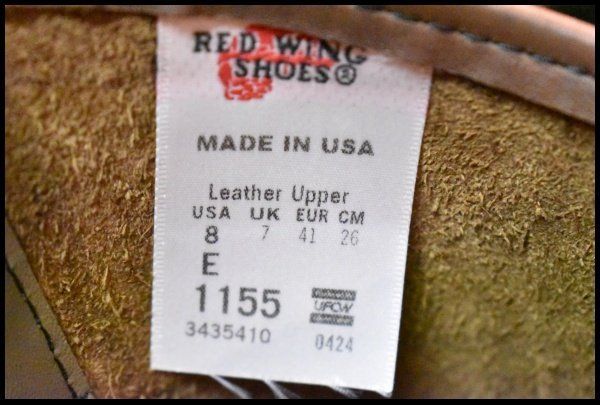 RED WING
SHOES®
MADE IN USA
Leather Upper
USA UK EUR CM
8 7 41 26
E
1155
UFCW
3435410 0424